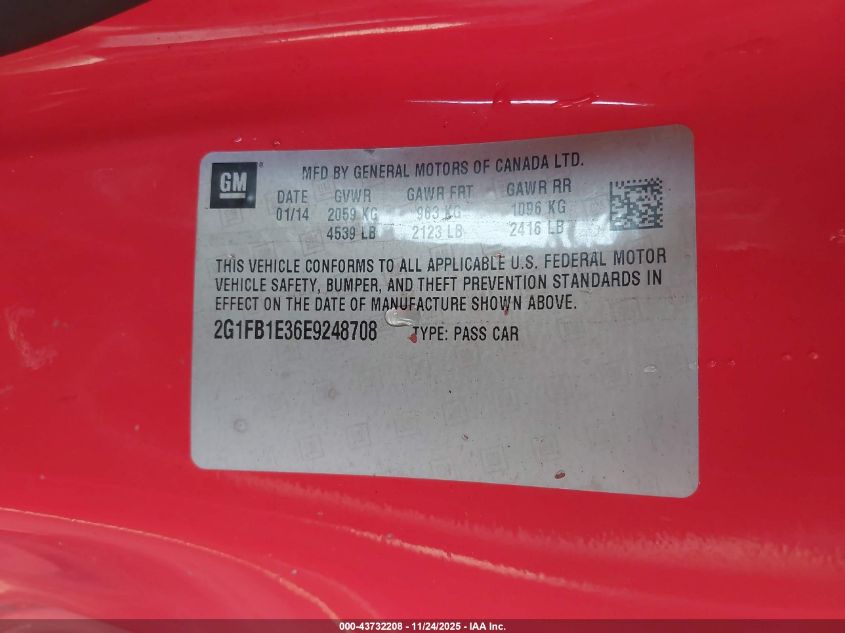 GM
MFD BY GENERAL MOTORS OF CANADA LTD.
DATE GVWR GAWR FRT GAWR RR
01/14 2059 KG 963 KG 1096 KG
4539 LB 2123 LB 2416 LB
THIS VEHICLE CONFORMS TO ALL APPLICABLE U.S. FEDERAL MOTOR
VEHICLE SAFETY, BUMPER, AND THEFT PREVENTION STANDARDS IN
EFFECT ON THE DATE OF MANUFACTURE SHOWN ABOVE.
2G1FB1E36E9248708 TYPE: PASS CAR
000-43732208 - 11/24/2025 - IAA Inc.